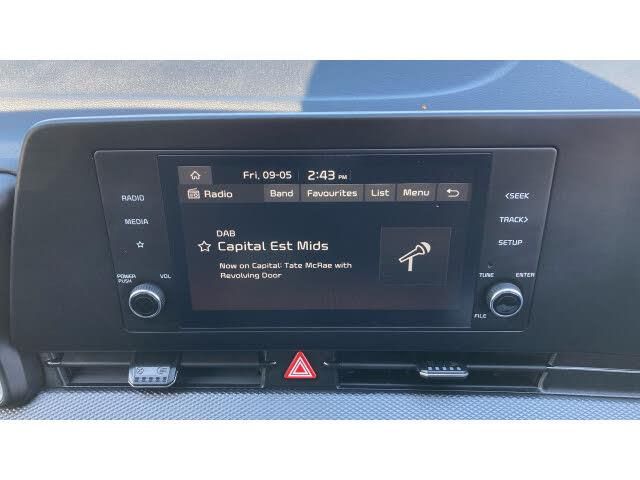 Fri, 09-05 2:43 PM
Radio Band Favourites List Menu
DAB
Capital Est Mids
Now on Capital: Tate McRae with
Revolving Door
RADIO
MEDIA
POWER
PUSH
VOL
<SEEK
TRACK>
SETUP
TUNE
ENTER
FILE